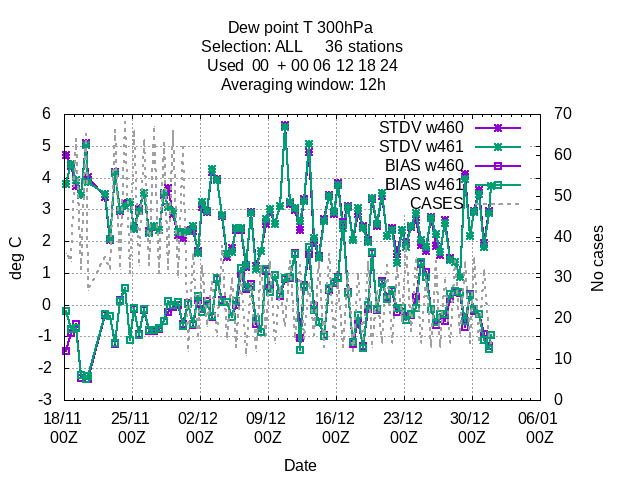 Dew point T 300hPa
Selection: ALL 36 stations
Used 00 + 00 06 12 18 24
Averaging window: 12h
STDV w460
STDV w461
BIAS w460
BIAS w461
CASES
deg C
6
5
4
3
2
1
0
-1
-2
-3
No cases
70
60
50
40
30
20
10
0
18/11 25/11 02/12 09/12 16/12 23/12 30/12 06/01
00Z 00Z 00Z 00Z 00Z 00Z 00Z 00Z
Date